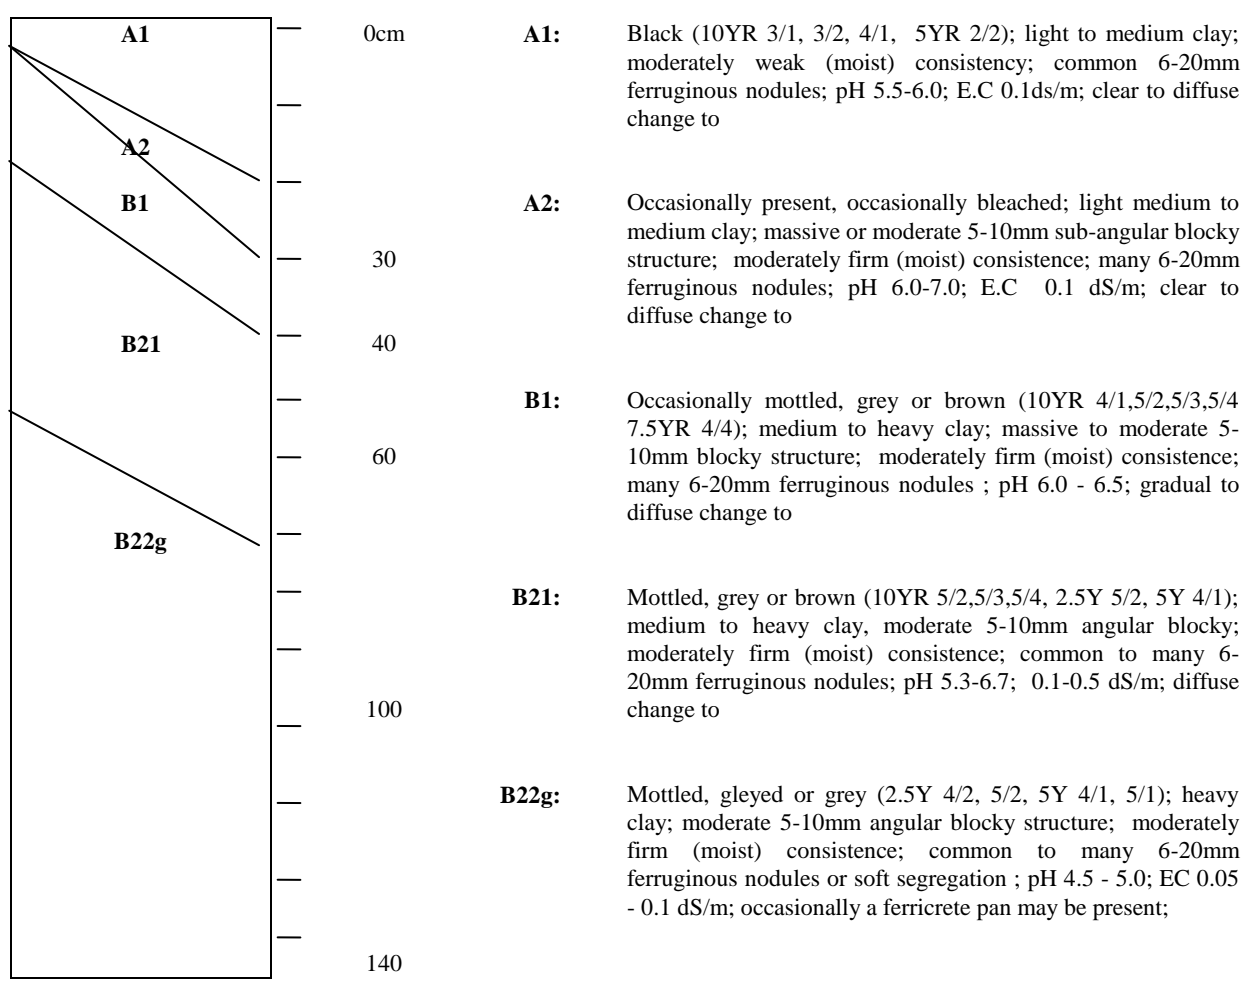 A1
A2
B1
B21
B22g
0cm
30
40
60
100
140
A1: Black (10YR 3/1, 3/2, 4/1, 5YR 2/2); light to medium clay;
moderately weak (moist) consistency; common 6-20mm
ferruginous nodules; pH 5.5-6.0; E.C 0.1ds/m; clear to diffuse
change to
A2: Occasionally present, occasionally bleached; light medium to
medium clay; massive or moderate 5-10mm sub-angular blocky
structure; moderately firm (moist) consistence; many 6-20mm
ferruginous nodules; pH 6.0-7.0; E.C 0.1 dS/m; clear to
diffuse change to
B1: Occasionally mottled, grey or brown (10YR 4/1,5/2,5/3,5/4
7.5YR 4/4); medium to heavy clay; massive to moderate 5-
10mm blocky structure; moderately firm (moist) consistence;
many 6-20mm ferruginous nodules ; pH 6.0 - 6.5; gradual to
diffuse change to
B21: Mottled, grey or brown (10YR 5/2,5/3,5/4, 2.5Y 5/2, 5Y 4/1);
medium to heavy clay, moderate 5-10mm angular blocky;
moderately firm (moist) consistence; common to many 6-
20mm ferruginous nodules; pH 5.3-6.7; 0.1-0.5 dS/m; diffuse
change to
B22g: Mottled, gleyed or grey (2.5Y 4/2, 5/2, 5Y 4/1, 5/1); heavy
clay; moderate 5-10mm angular blocky structure; moderately
firm (moist) consistence; common to many 6-20mm
ferruginous nodules or soft segregation ; pH 4.5 - 5.0; EC 0.05
- 0.1 dS/m; occasionally a ferricrete pan may be present;